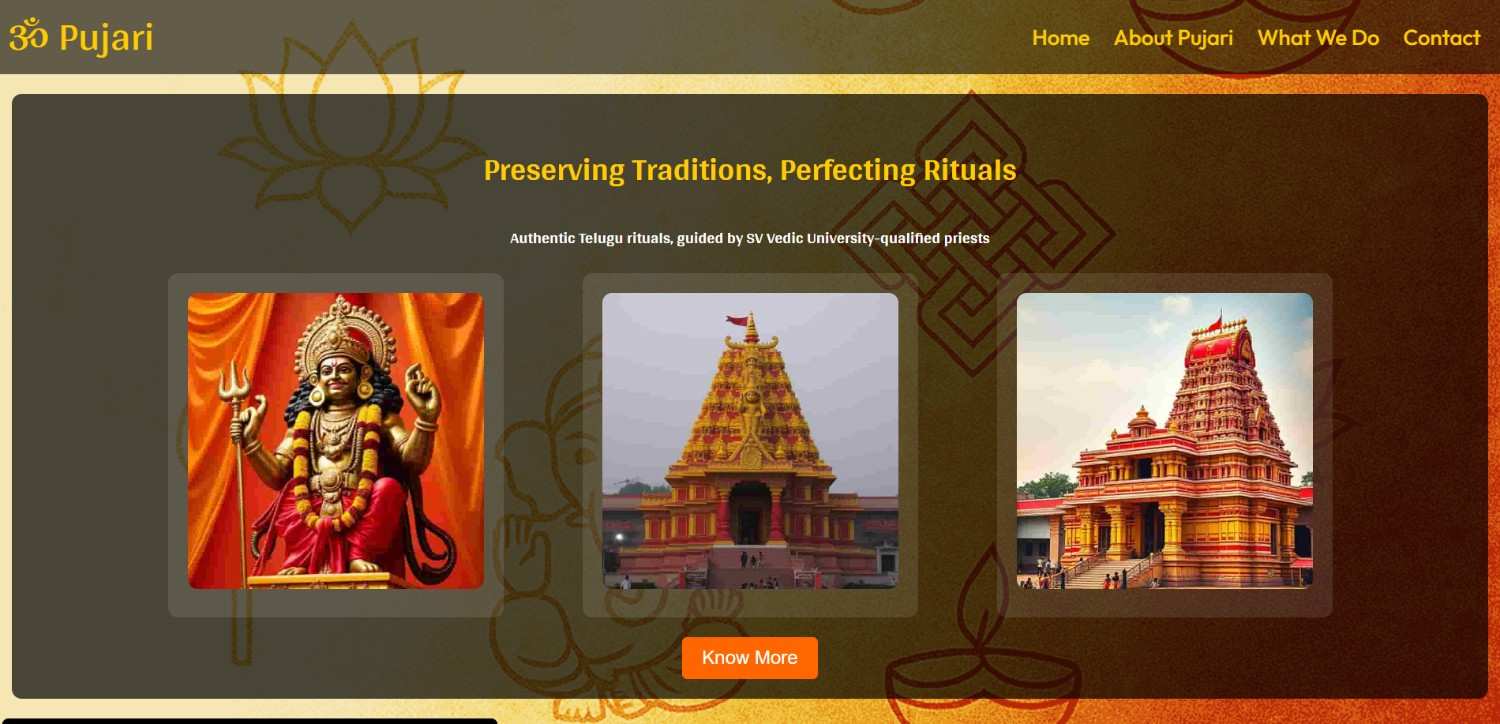 ॐ Pujari
Home About Pujari What We Do Contact
Preserving Traditions, Perfecting Rituals
Authentic Telugu rituals, guided by SV Vedic University-qualified priests
Know More